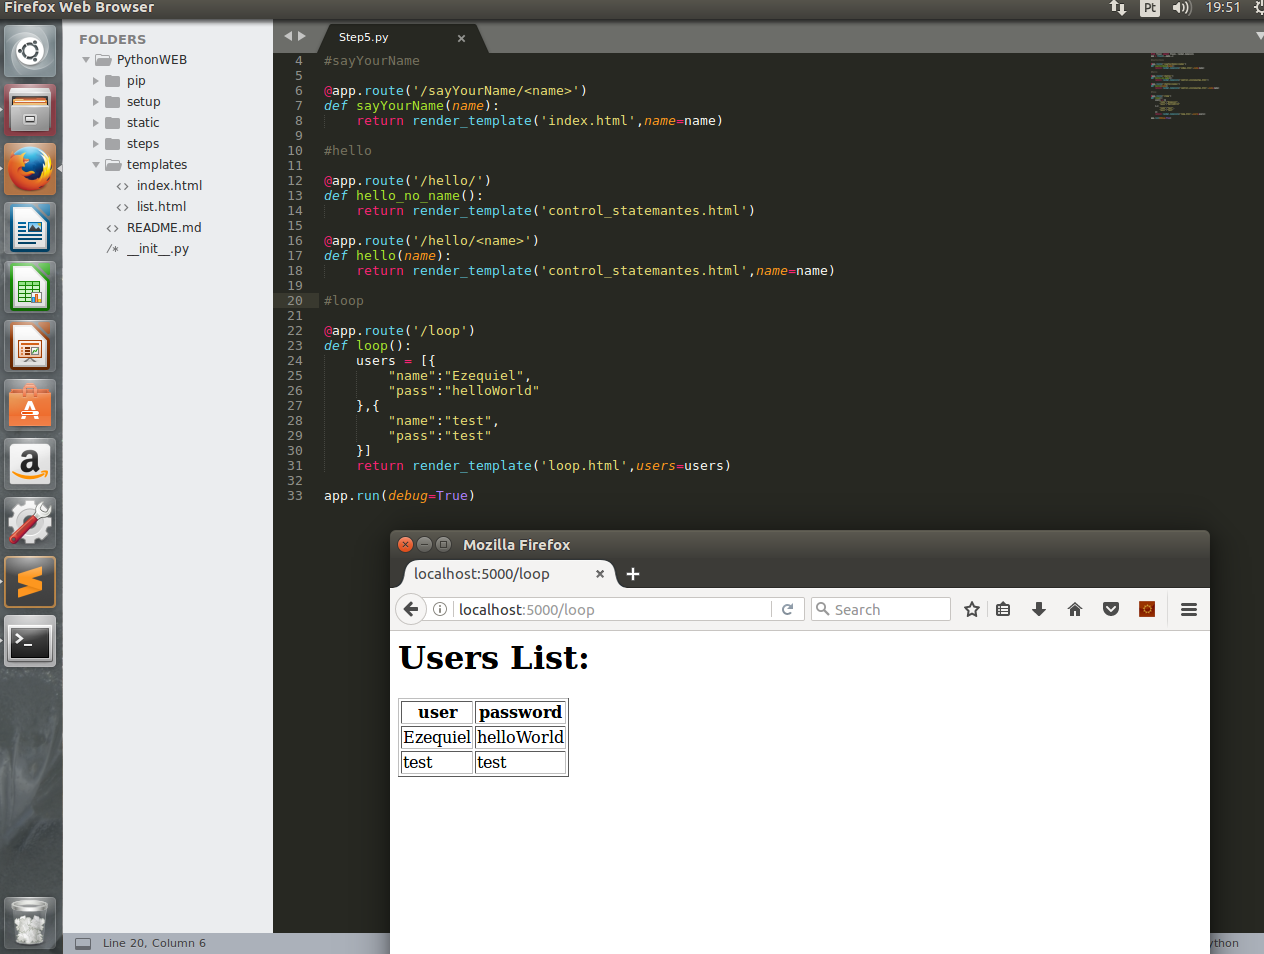 Firefox Web Browser
Pt
19:51
FOLDERS
PythonWEB
pip
setup
static
steps
templates
<> index.html
<> list.html
<> README.md
/* __init__.py
Step5.py ×
4 #sayYourName
5
6 @app.route('/sayYourName/<name>')
7 def sayYourName(name):
8     return render_template('index.html',name=name)
9
10 #hello
11
12 @app.route('/hello/')
13 def hello_no_name():
14     return render_template('control_statemantes.html')
15
16 @app.route('/hello/<name>')
17 def hello(name):
18     return render_template('control_statemantes.html',name=name)
19
20 #loop
21
22 @app.route('/loop')
23 def loop():
24     users = [{
25         "name":"Ezequiel",
26         "pass":"helloWorld"
27     },{
28         "name":"test",
29         "pass":"test"
30     }]
31     return render_template('loop.html',users=users)
32
33 app.run(debug=True)
Mozilla Firefox
localhost:5000/loop × +
localhost:5000/loop
Search
Users List:
user password
Ezequiel helloWorld
test test
Line 20, Column 6
ython